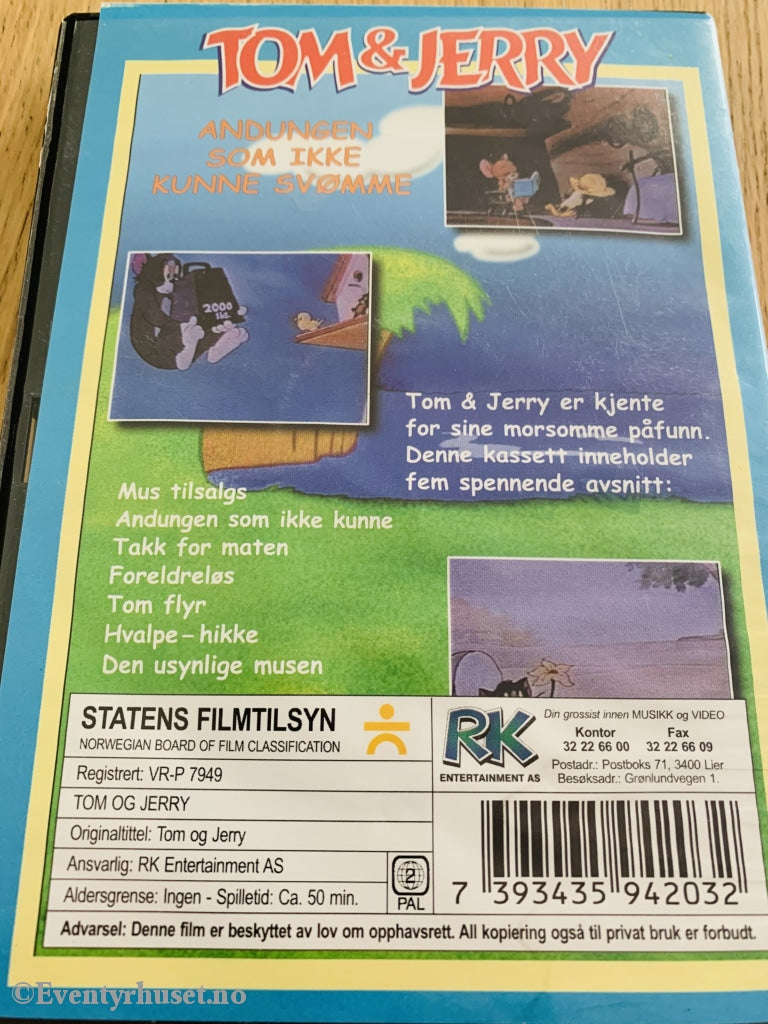 TOM & JERRY
ANDUNGEN
SOM IKKE
KUNNE SVØMME
2000
lbs.
Tom & Jerry er kjente
for sine morsomme påfunn.
Denne kassett inneholder
fem spennende avsnitt:
Mus tilsalgs
Andungen som ikke kunne
Takk for maten
Foreldreløs
Tom flyr
Hvalpe-hikke
Den usynlige musen
STATENS FILMTILSYN
NORWEGIAN BOARD OF FILM CLASSIFICATION
Registrert: VR-P 7949
TOM OG JERRY
Originaltittel: Tom og Jerry
Ansvarlig: RK Entertainment AS
Aldersgrense: Ingen - Spilletid: Ca. 50 min.
2
PAL
RK
ENTERTAINMENT AS
Din grossist innen MUSIKK og VIDEO
Kontor Fax
32 22 66 00 32 22 66 09
Postadr.: Postboks 71, 3400 Lier
Besøksadr.: Grønlundvegen 1.
7 393435 942032
Advarsel: Denne film er beskyttet av lov om opphavsrett. All kopiering også til privat bruk er forbudt.
©Eventyrhuset.no